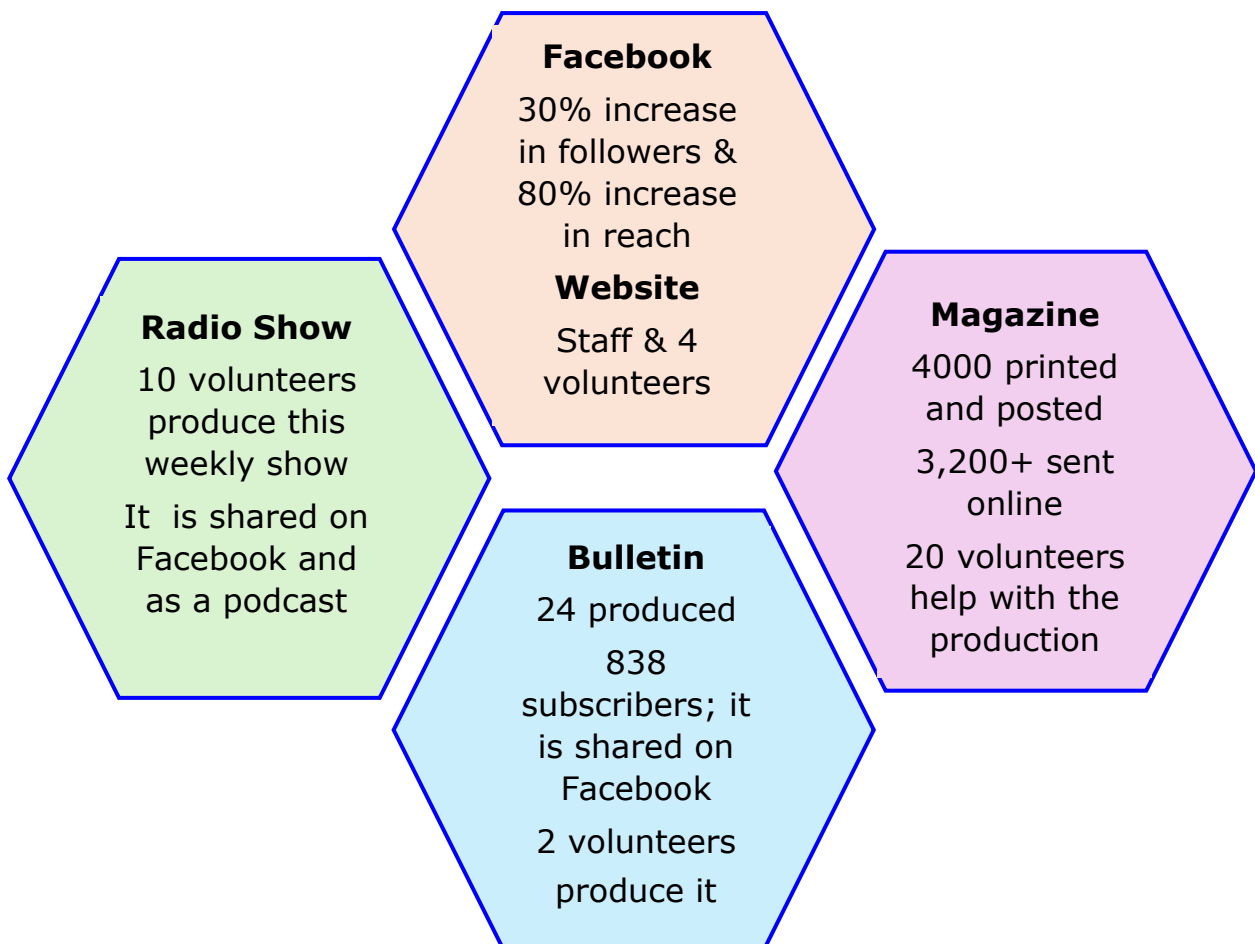 Facebook
30% increase
in followers &
80% increase
in reach
Website
Staff & 4
volunteers
Radio Show
10 volunteers
produce this
weekly show
It  is shared on
Facebook and
as a podcast
Magazine
4000 printed
and posted
3,200+ sent
online
20 volunteers
help with the
production
Bulletin
24 produced
838
subscribers; it
is shared on
Facebook
2 volunteers
produce it